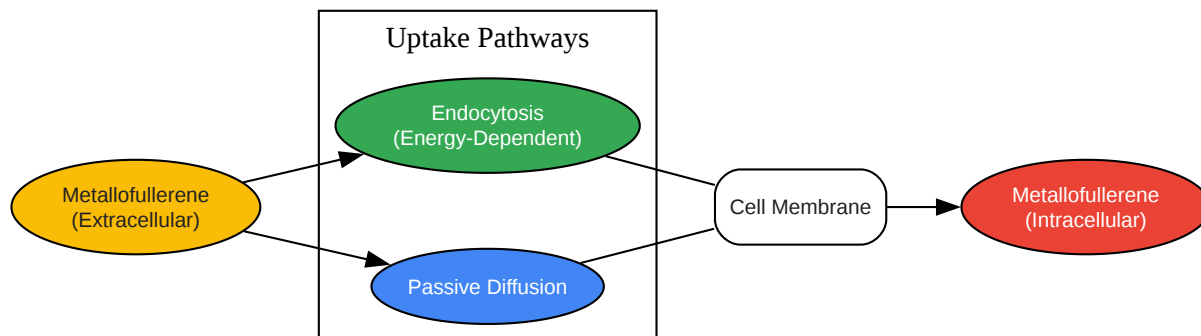 Uptake Pathways
Endocytosis
(Energy-Dependent)
Metallofullerene
(Extracellular)
Cell Membrane
Metallofullerene
(Intracellular)
Passive Diffusion